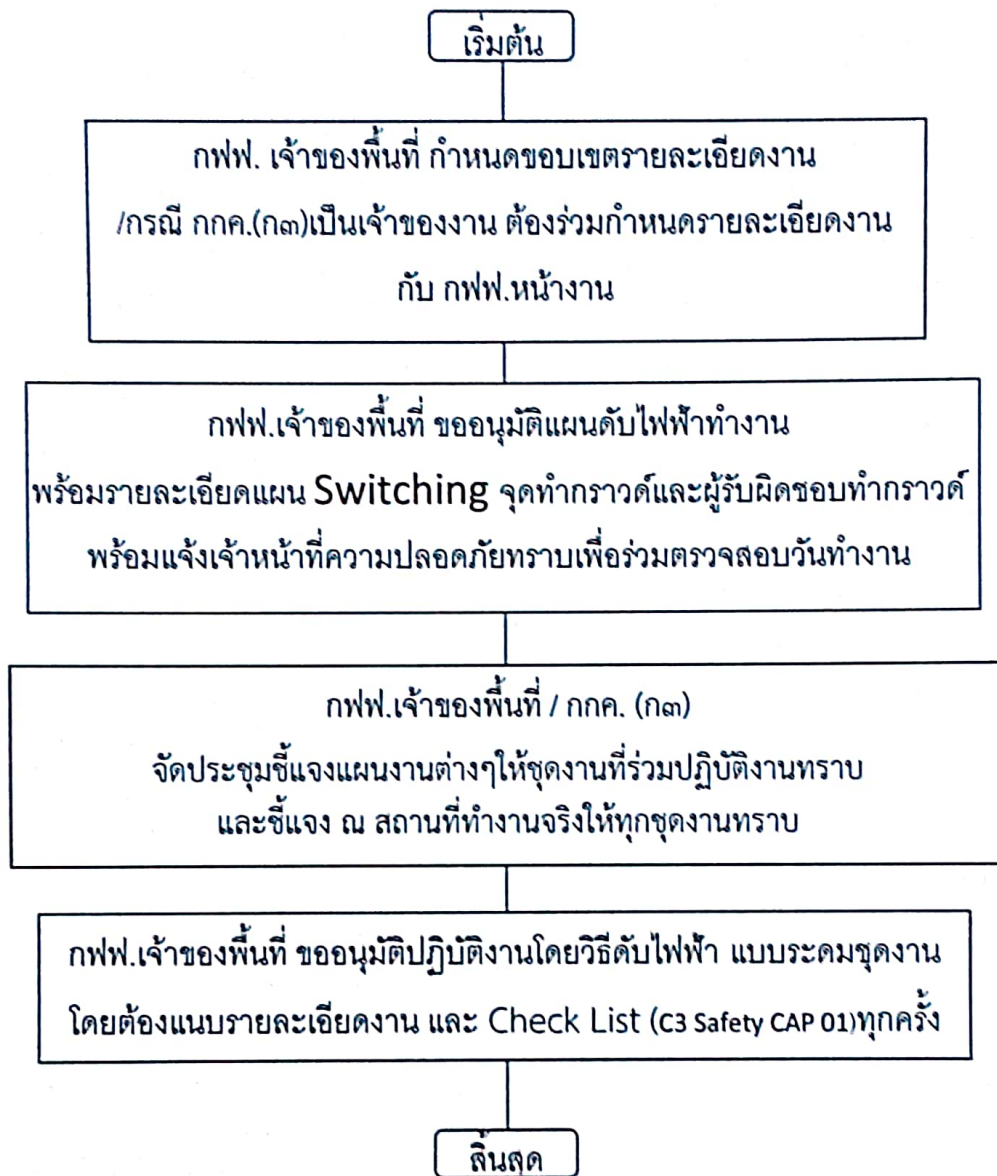 เริ่มต้น
กฟฟ. เจ้าของพื้นที่ กำหนดขอบเขตรายละเอียดงาน
/กรณี กกค.(ก๓)เป็นเจ้าของงาน ต้องร่วมกำหนดรายละเอียดงาน
กับ กฟฟ.หน้างาน
กฟฟ.เจ้าของพื้นที่ ขออนุมัติแผนดับไฟฟ้าทำงาน
พร้อมรายละเอียดแผน Switching จุดทำกราวด์และผู้รับผิดชอบทำกราวด์
พร้อมแจ้งเจ้าหน้าที่ความปลอดภัยทราบเพื่อร่วมตรวจสอบวันทำงาน
กฟฟ.เจ้าของพื้นที่ / กกค. (ก๓)
จัดประชุมชี้แจงแผนงานต่างๆให้ชุดงานที่ร่วมปฏิบัติงานทราบ
และชี้แจง ณ สถานที่ทำงานจริงให้ทุกชุดงานทราบ
กฟฟ.เจ้าของพื้นที่ ขออนุมัติปฏิบัติงานโดยวิธีดับไฟฟ้า แบบระดมชุดงาน
โดยต้องแนบรายละเอียดงาน และ Check List (C3 Safety CAP 01)ทุกครั้ง
สิ้นสุด